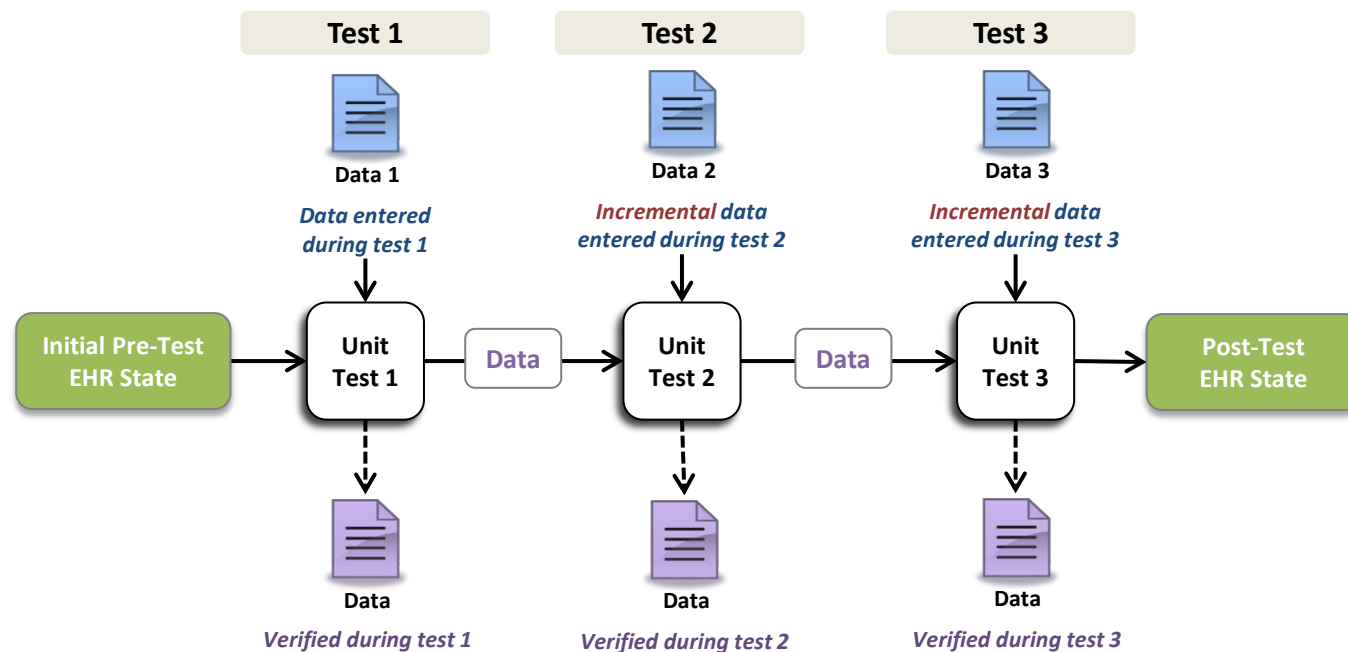 Test 1
Test 2
Test 3
Data 1
Data 2
Data 3
Data entered
during test 1
Incremental data
entered during test 2
Incremental data
entered during test 3
Initial Pre-Test
EHR State
Unit
Test 1
Data
Unit
Test 2
Data
Unit
Test 3
Post-Test
EHR State
Data
Data
Data
Verified during test 1
Verified during test 2
Verified during test 3